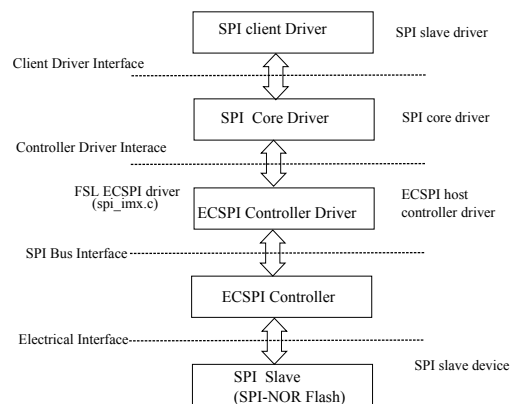 SPI client Driver
SPI slave driver
Client Driver Interface
SPI Core Driver
SPI core driver
Controller Driver Interace
FSL ECSPI driver
(spi_imx.c)
ECSPI Controller Driver
ECSPI host
controller driver
SPI Bus Interface
ECSPI Controller
Electrical Interface
SPI Slave
(SPI-NOR Flash)
SPI slave device